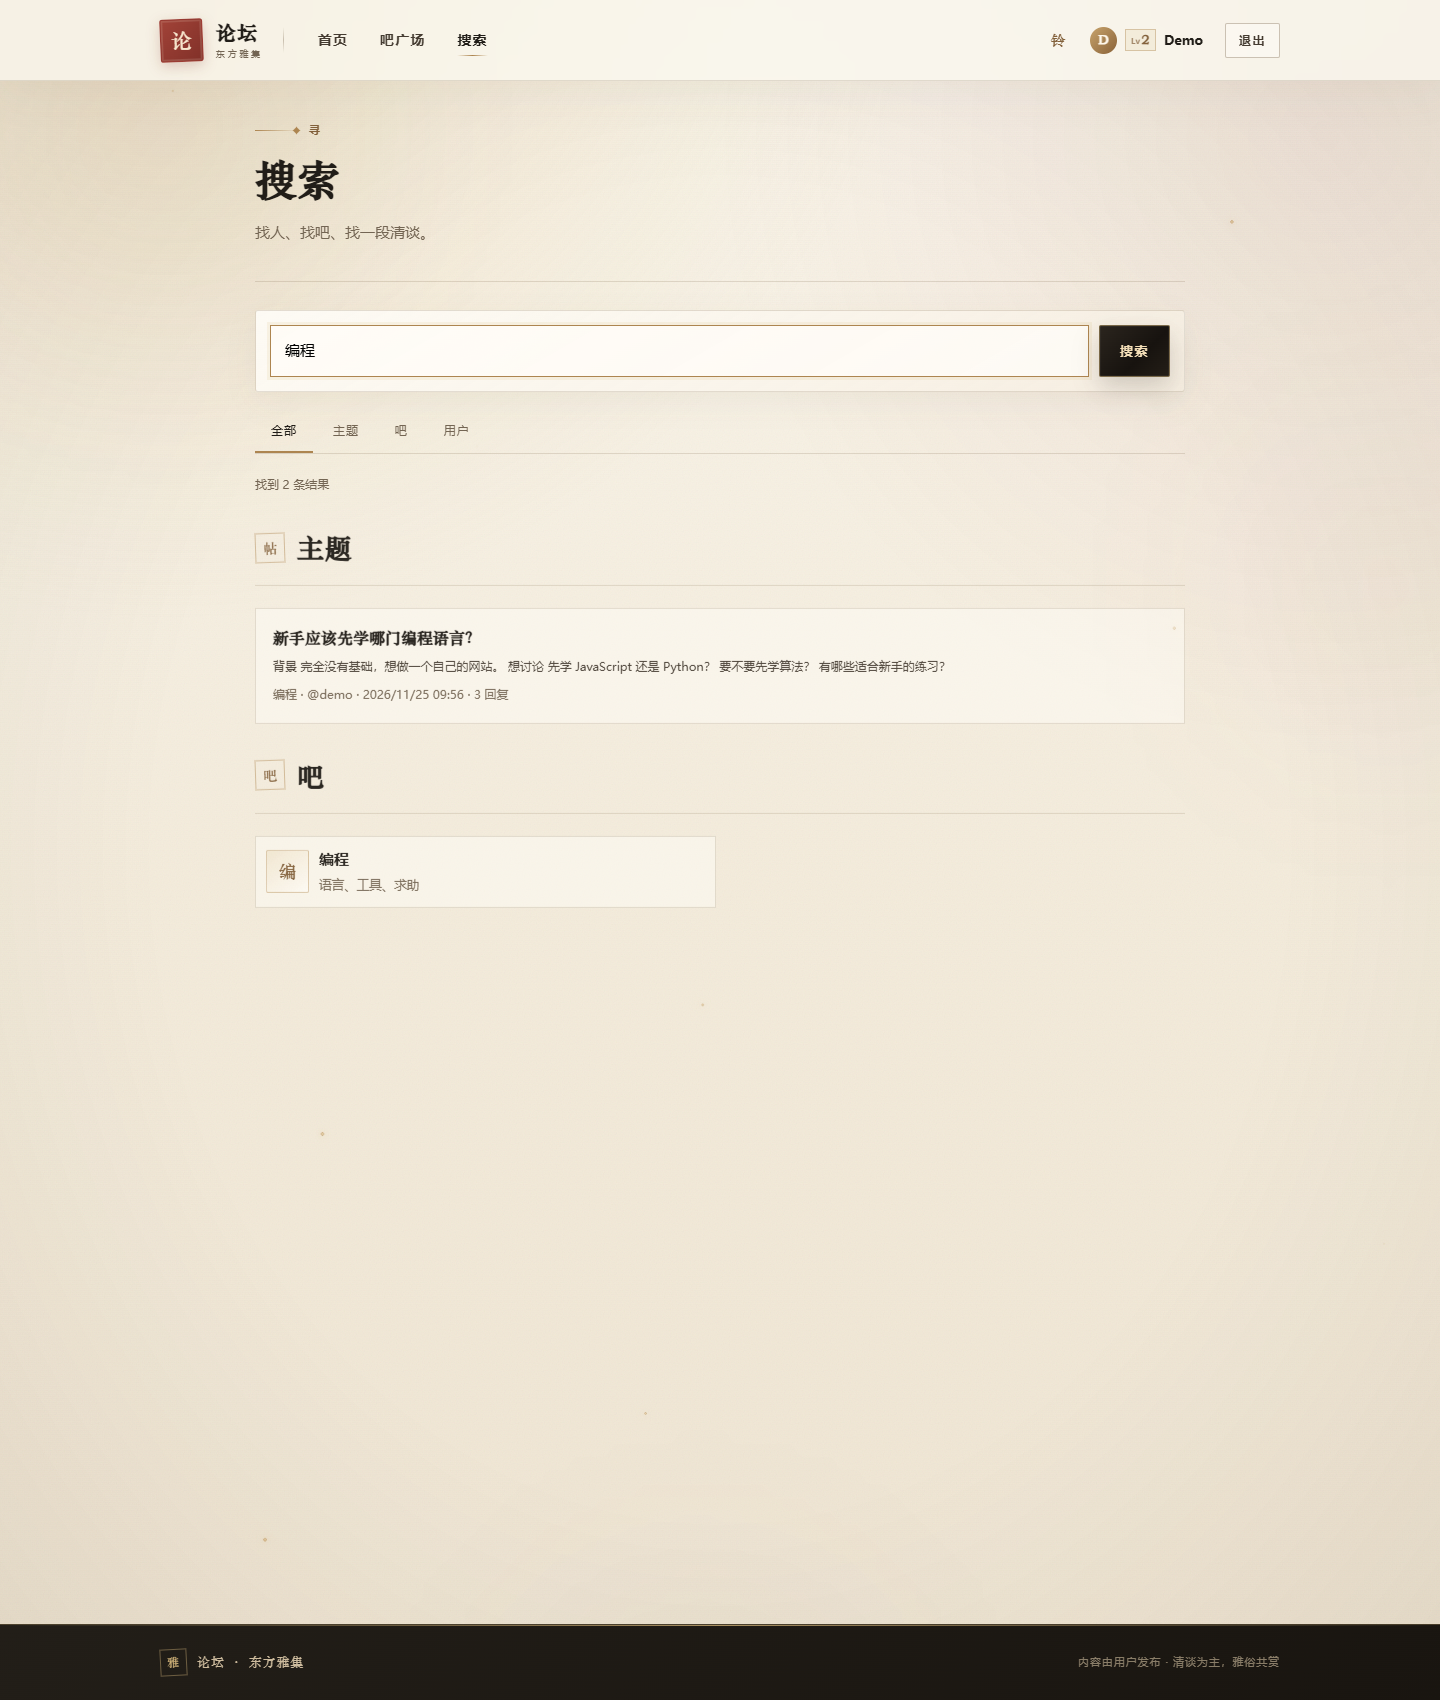 论
论坛
东方雅集
首页
吧广场
搜索
铃
D
Lv2
Demo
退出
寻
搜索
找人、找吧、找一段清谈。
编程
搜索
全部
主题
吧
用户
找到 2 条结果
帖
主题
新手应该先学哪门编程语言？
背景 完全没有基础，想做一个自己的网站。 想讨论 先学 JavaScript 还是 Python？ 要不要先学算法？ 有哪些适合新手的练习？
编程 · @demo · 2026/11/25 09:56 · 3 回复
吧
吧
编
编程
语言、工具、求助
雅
论坛 · 东方雅集
内容由用户发布 · 清谈为主，雅俗共赏